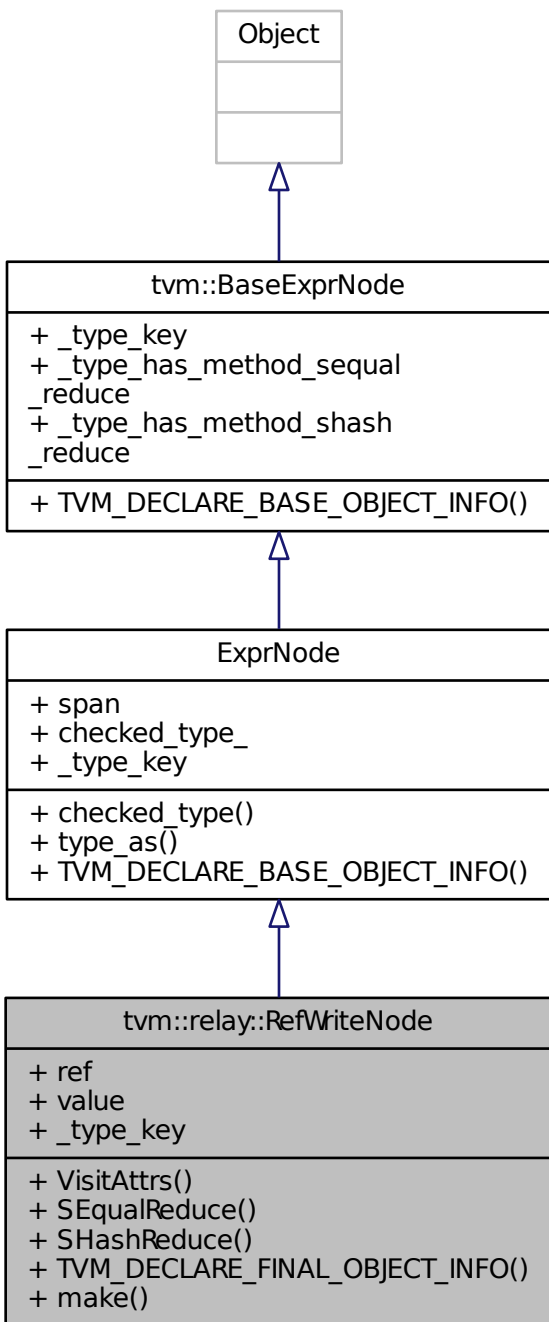 Object
tvm::BaseExprNode
+ _type_key
+ _type_has_method_sequal
_reduce
+ _type_has_method_shash
_reduce
+ TVM_DECLARE_BASE_OBJECT_INFO()
ExprNode
+ span
+ checked_type_
+ _type_key
+ checked_type()
+ type_as()
+ TVM_DECLARE_BASE_OBJECT_INFO()
tvm::relay::RefWriteNode
+ ref
+ value
+ _type_key
+ VisitAttrs()
+ SEqualReduce()
+ SHashReduce()
+ TVM_DECLARE_FINAL_OBJECT_INFO()
+ make()